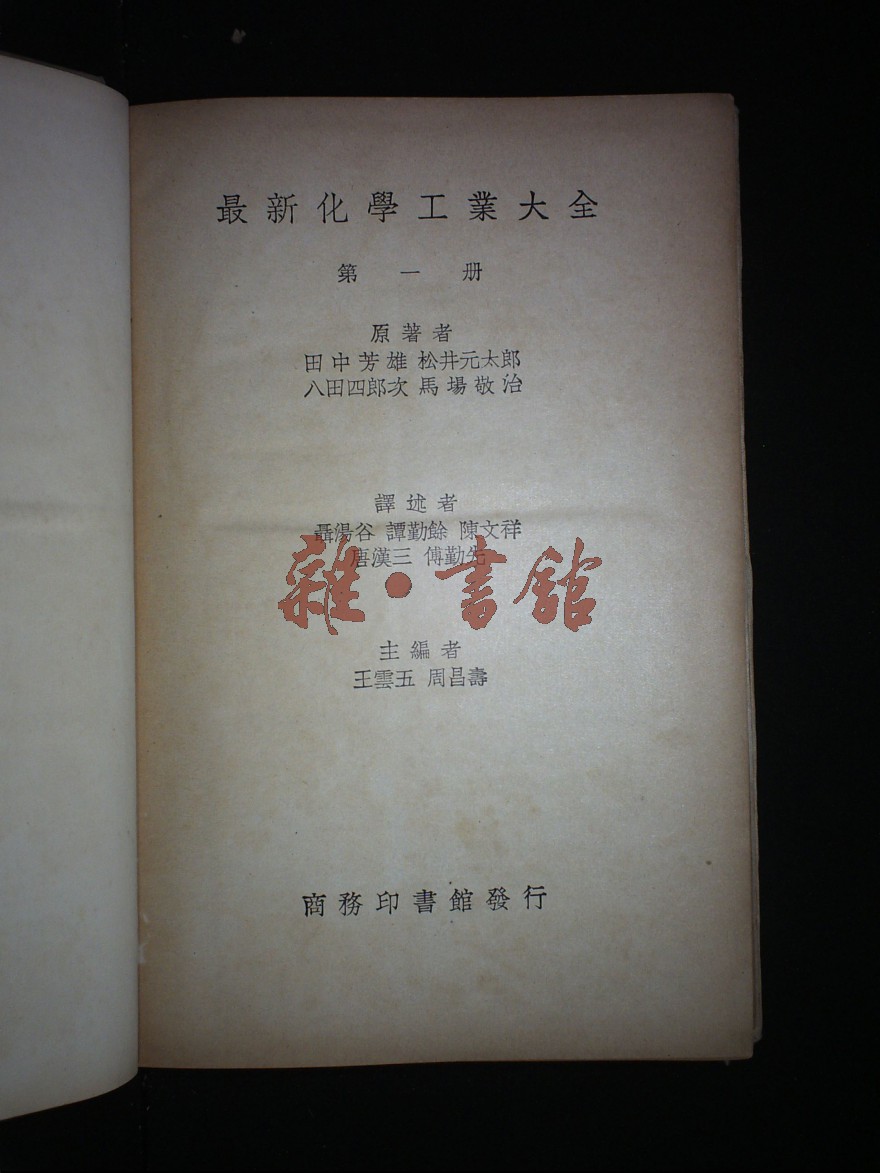 最新化學工業大全
第一册
原著者
田中芳雄 松井元太郎
八田四郎次 馬場敬治
譯述者
聶湯谷 譚勤餘 陳文祥
唐漢三 傅勤先
雜·書館
主編者
王雲五 周昌壽
商務印書館發行